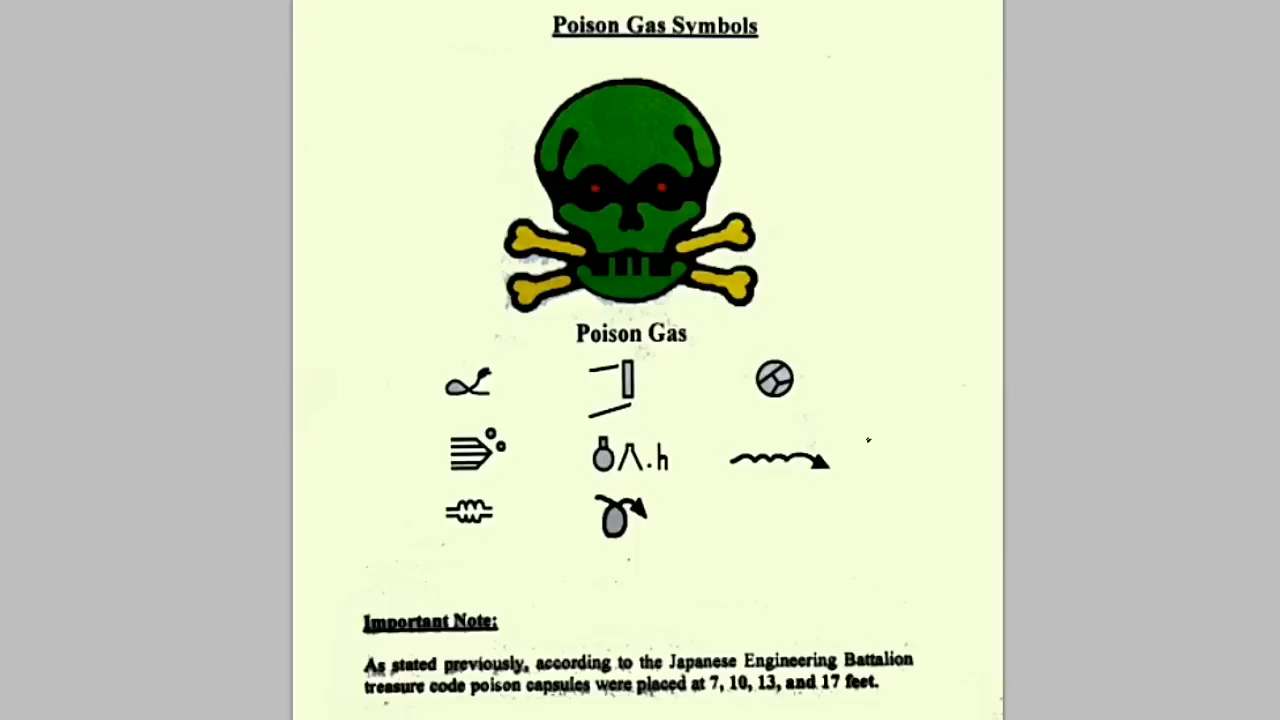 Poison Gas Symbols
Poison Gas
.h
Important Note:
As stated previously, according to the Japanese Engineering Battalion
treasure code poison capsules were placed at 7, 10, 13, and 17 feet.